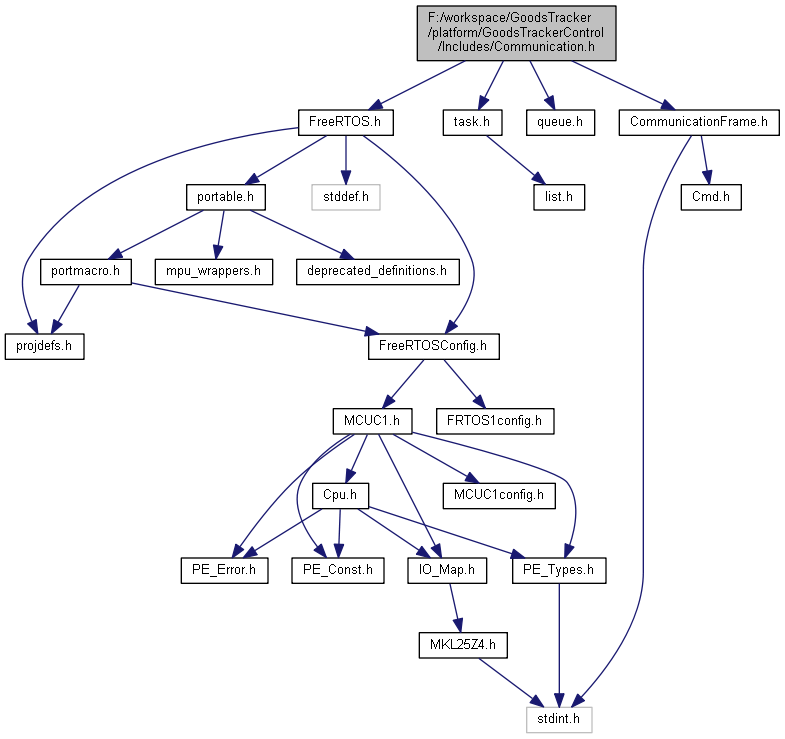 F:/workspace/GoodsTracker
/platform/GoodsTrackerControl
/Includes/Communication.h
FreeRTOS.h
task.h
queue.h
CommunicationFrame.h
portable.h
stddef.h
list.h
Cmd.h
portmacro.h
mpu_wrappers.h
deprecated_definitions.h
projdefs.h
FreeRTOSConfig.h
MCUC1.h
FRTOS1config.h
Cpu.h
MCUC1config.h
PE_Error.h
PE_Const.h
IO_Map.h
PE_Types.h
MKL25Z4.h
stdint.h